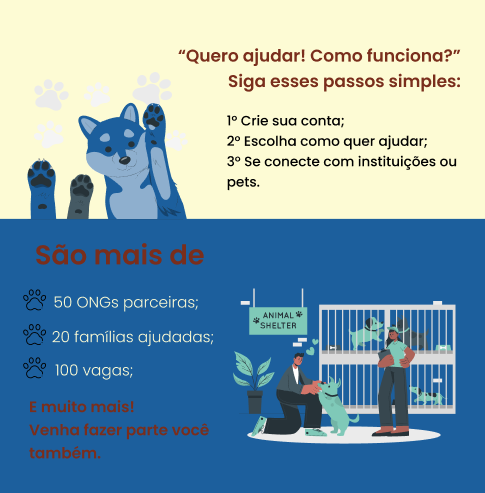 “Quero ajudar! Como funciona?”
Siga esses passos simples:
1º Crie sua conta;
2º Escolha como quer ajudar;
3º Se conecte com instituições ou
pets.
São mais de
50 ONGs parceiras;
20 famílias ajudadas;
100 vagas;
E muito mais!
Venha fazer parte você
também.
ANIMAL
SHELTER